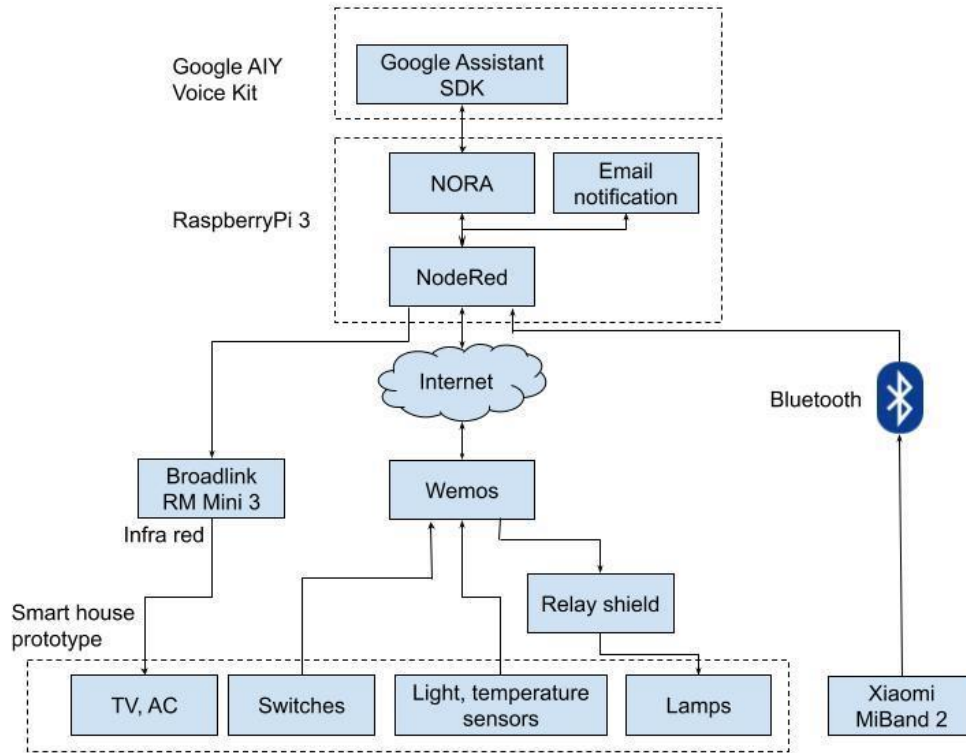 Google AIY
Voice Kit
Google Assistant
SDK
NORA
Email
notification
RaspberryPi 3
NodeRed
Internet
Bluetooth
Broadlink
RM Mini 3
Wemos
Infra red
Relay shield
Smart house
prototype
TV, AC
Switches
Light, temperature
sensors
Lamps
Xiaomi
MiBand 2